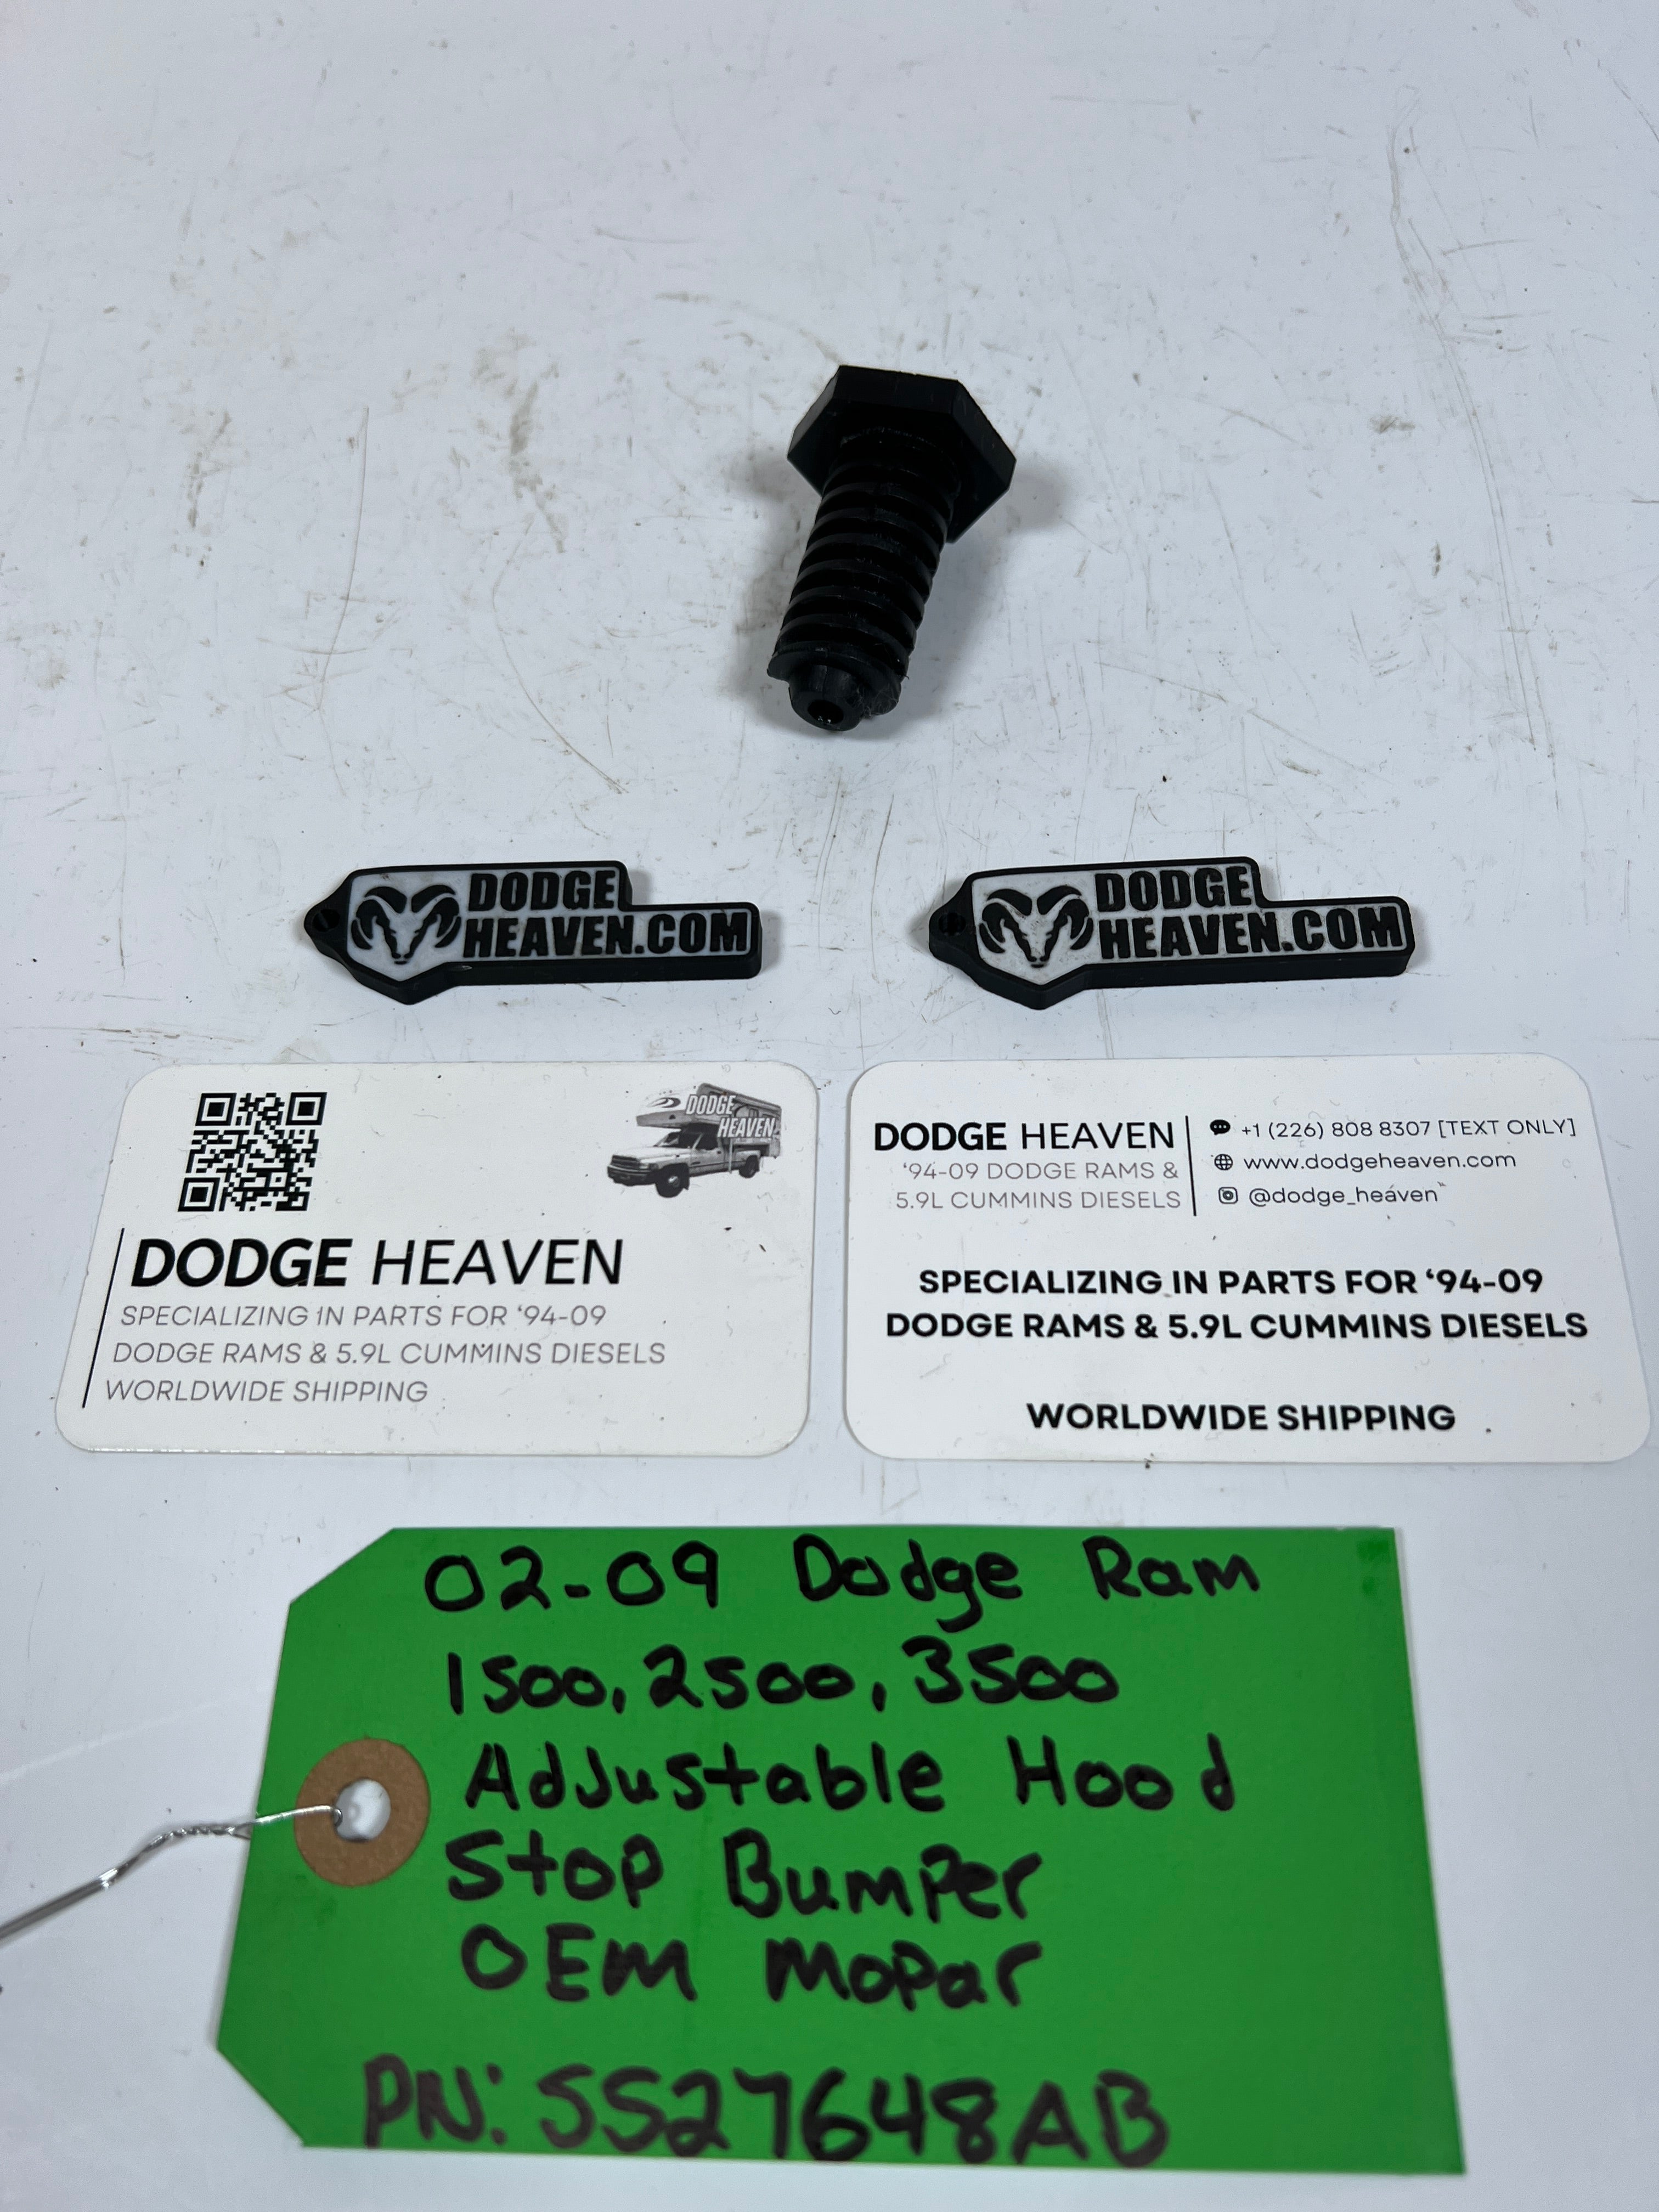 DODGE
HEAVEN.COM
DODGE
HEAVEN.COM
DODGE
HEAVEN
DODGE HEAVEN
SPECIALIZING IN PARTS FOR ‘94-09
DODGE RAMS & 5.9L CUMMINS DIESELS
WORLDWIDE SHIPPING
DODGE HEAVEN
‘94-09 DODGE RAMS &
5.9L CUMMINS DIESELS
+1 (226) 808 8307 [TEXT ONLY]
www.dodgeheaven.com
@dodge_heaven
SPECIALIZING IN PARTS FOR ‘94-09
DODGE RAMS & 5.9L CUMMINS DIESELS
WORLDWIDE SHIPPING
02-09 Dodge Ram
1500, 2500, 3500
Adjustable Hood
Stop Bumper
OEM Mopar
PN: 5527648AB